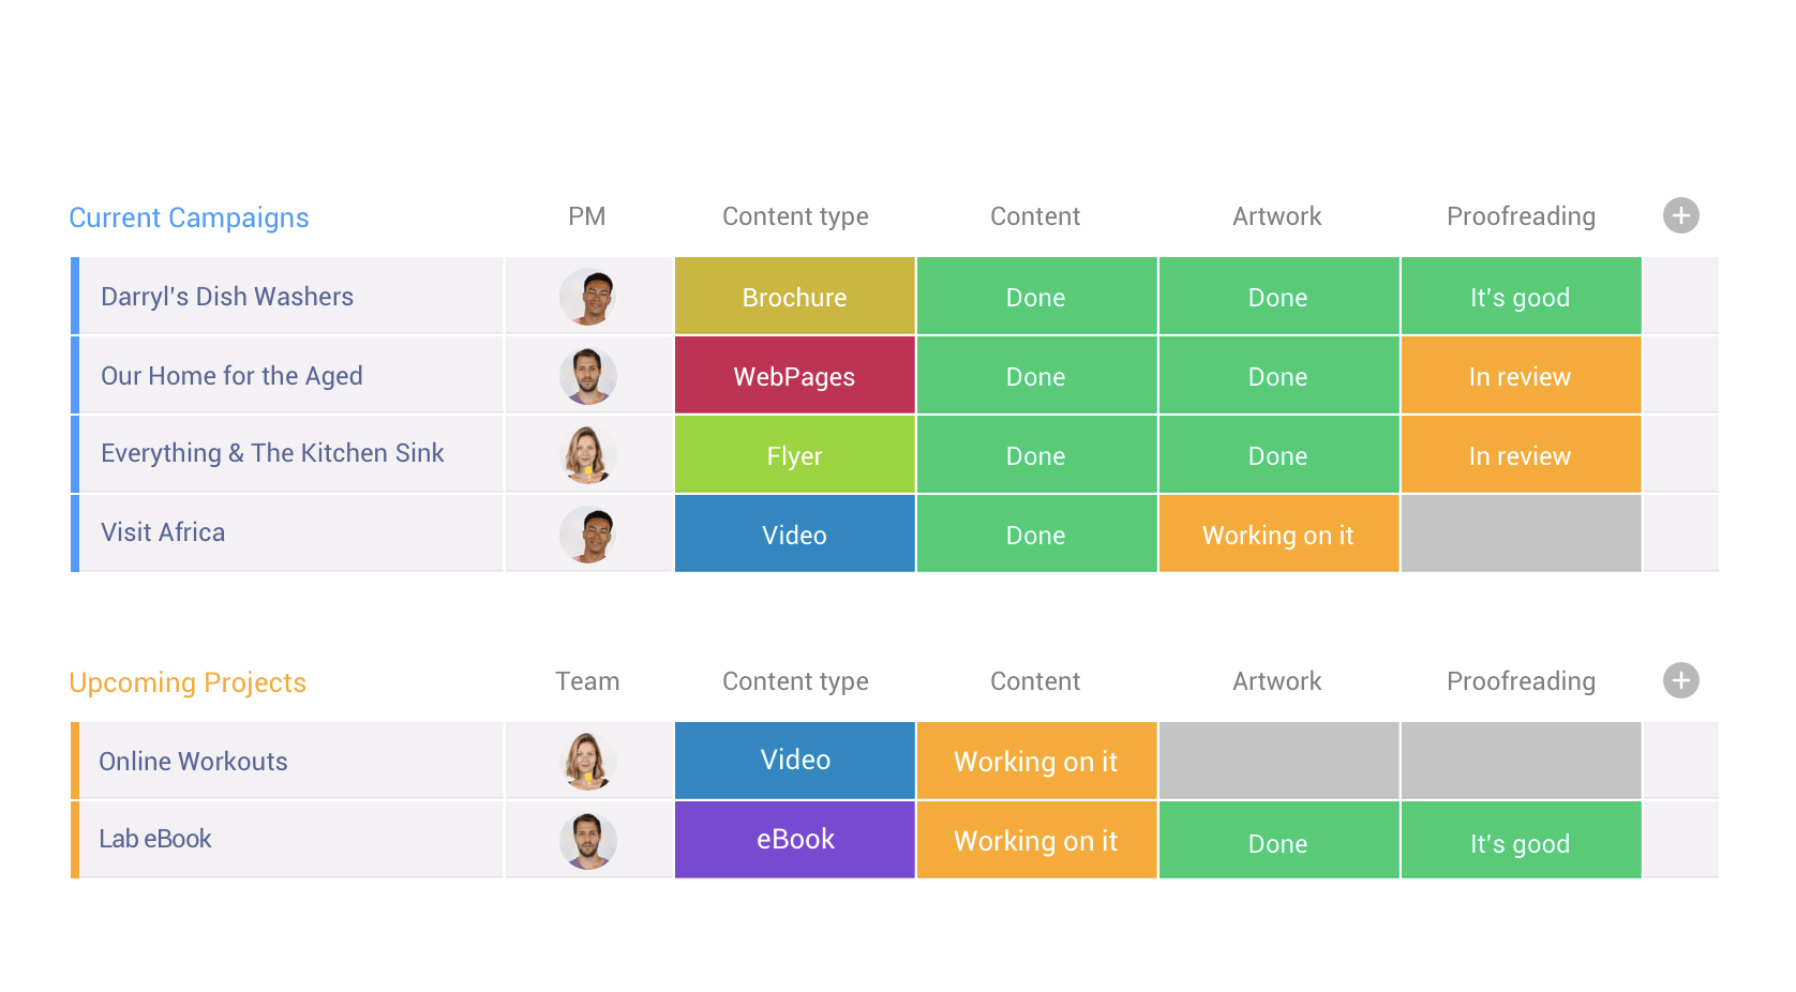 Current Campaigns PM Content type Content Artwork Proofreading
Darryl's Dish Washers Brochure Done Done It's good
Our Home for the Aged WebPages Done Done In review
Everything & The Kitchen Sink Flyer Done Done In review
Visit Africa Video Done Working on it
Upcoming Projects Team Content type Content Artwork Proofreading
Online Workouts Video Working on it
Lab eBook eBook Working on it Done It's good